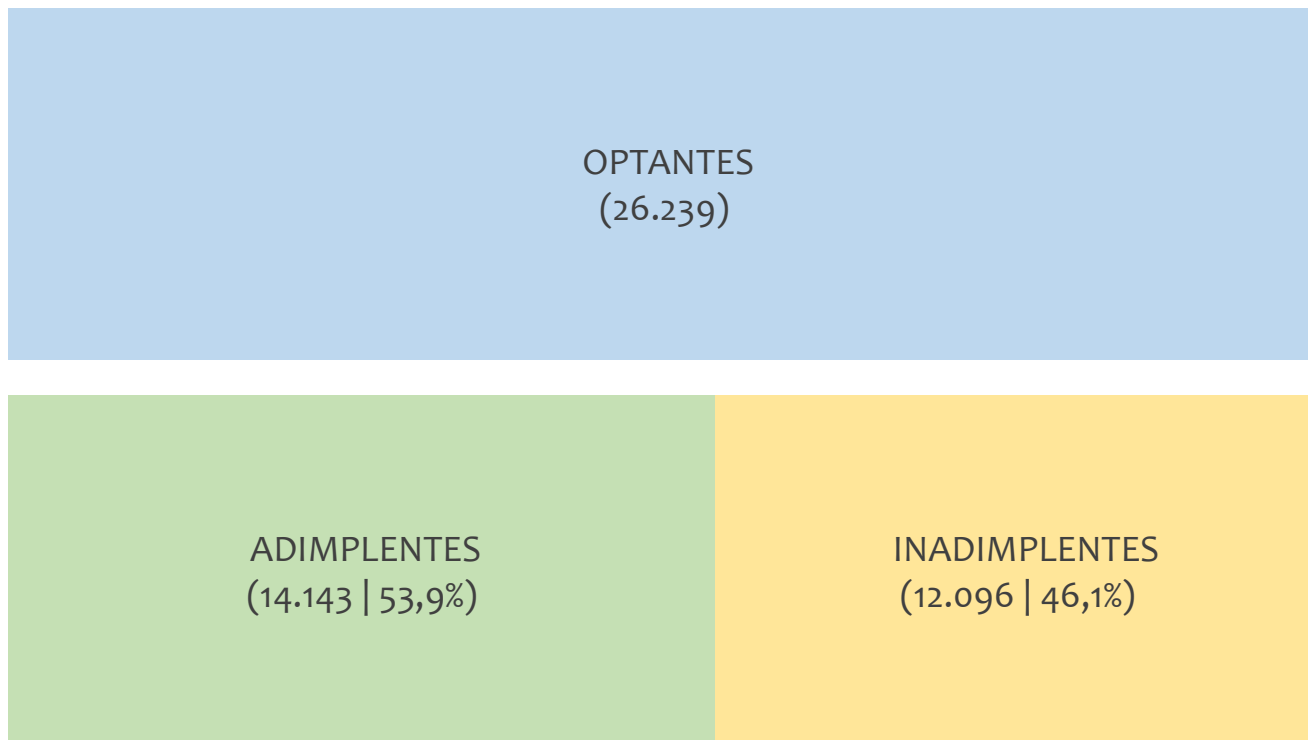 OPTANTES
(26.239)
ADIMPLENTES
(14.143 | 53,9%)
INADIMPLENTES
(12.096 | 46,1%)